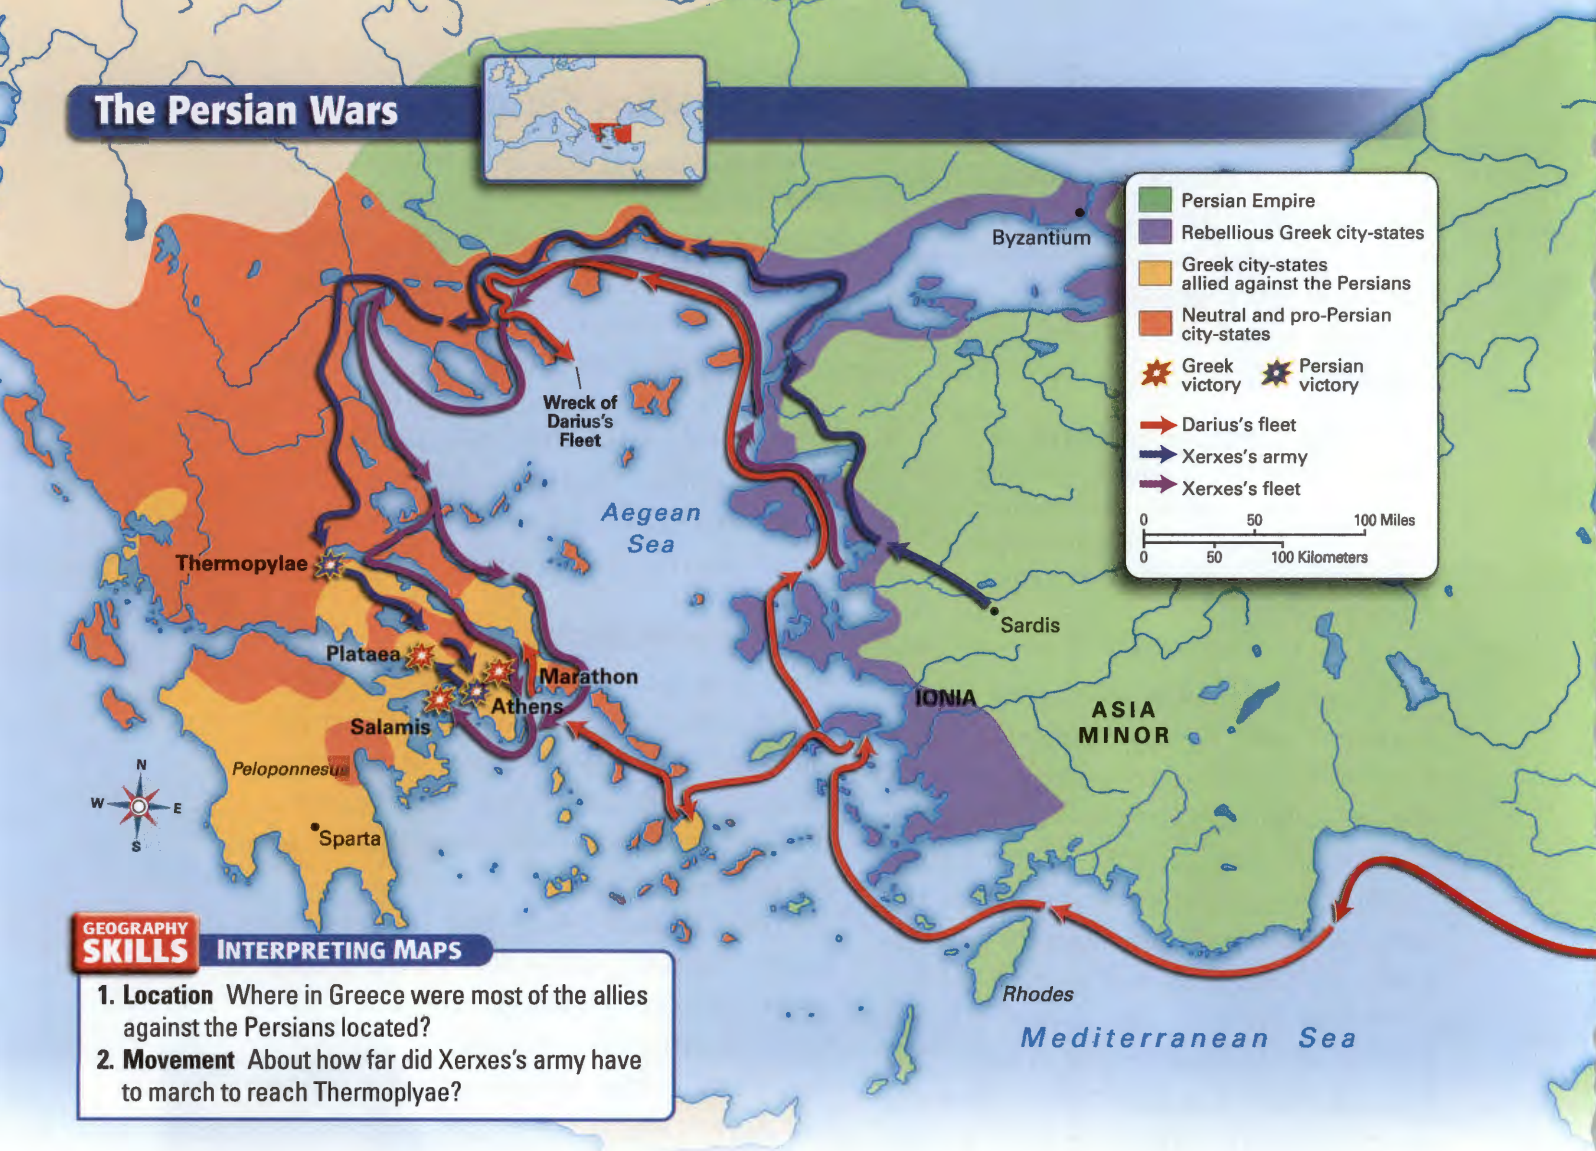 The Persian Wars
Persian Empire
Rebellious Greek city-states
Greek city-states
allied against the Persians
Neutral and pro-Persian
city-states
Greek
victory
Persian
victory
Darius's fleet
Xerxes's army
Xerxes's fleet
0 50 100 Miles
0 50 100 Kilometers
Byzantium
Wreck of
Darius's
Fleet
Aegean
Sea
Thermopylae
Sardis
Plataea
Marathon
Athens
Salamis
IONIA
ASIA
MINOR
Peloponnesus
Sparta
N
W E
S
Rhodes
Mediterranean Sea
GEOGRAPHY
SKILLS
INTERPRETING MAPS
1. Location Where in Greece were most of the allies
against the Persians located?
2. Movement About how far did Xerxes's army have
to march to reach Thermoplyae?